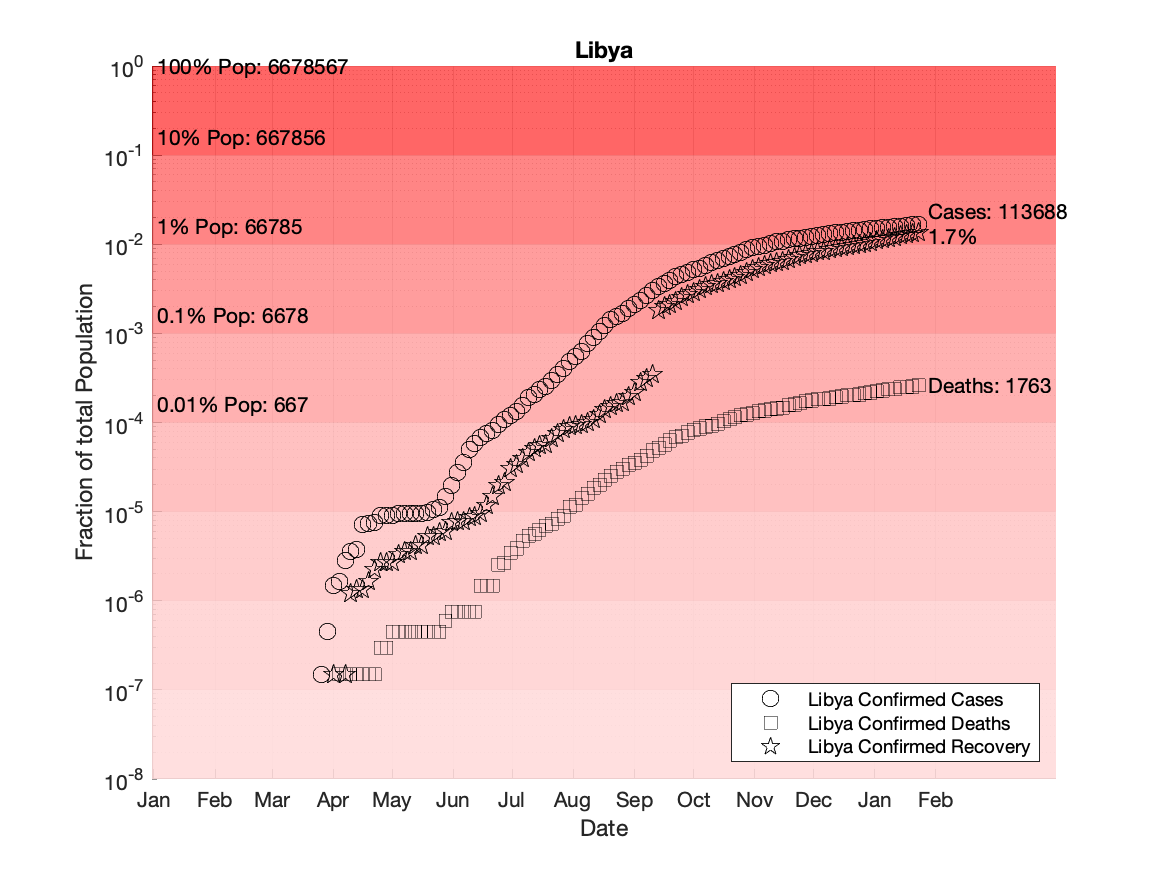 Libya
10^0
10^-1
10^-2
10^-3
10^-4
10^-5
10^-6
10^-7
10^-8
Fraction of total Population
100% Pop: 6678567
10% Pop: 667856
1% Pop: 66785
0.1% Pop: 6678
0.01% Pop: 667
Cases: 113688
1.7%
Deaths: 1763
Libya Confirmed Cases
Libya Confirmed Deaths
Libya Confirmed Recovery
Jan Feb Mar Apr May Jun Jul Aug Sep Oct Nov Dec Jan Feb
Date